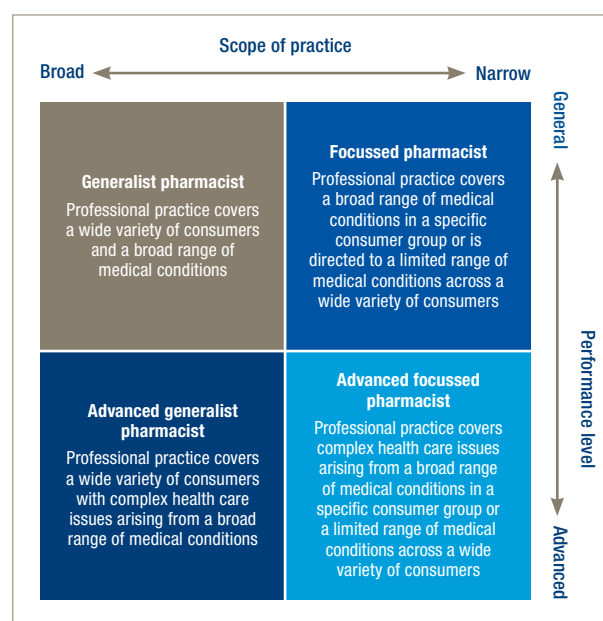 Scope of practice
Broad
Narrow
General
Generalist pharmacist
Professional practice covers
a wide variety of consumers
and a broad range of
medical conditions
Focussed pharmacist
Professional practice covers
a broad range of medical
conditions in a specific
consumer group or is
directed to a limited range of
medical conditions across a
wide variety of consumers
Performance level
Advanced generalist
pharmacist
Professional practice covers
a wide variety of consumers
with complex health care
issues arising from a broad
range of medical conditions
Advanced focussed
pharmacist
Professional practice covers
complex health care issues
arising from a broad range
of medical conditions in a
specific consumer group or
a limited range of medical
conditions across a wide
variety of consumers
Advanced